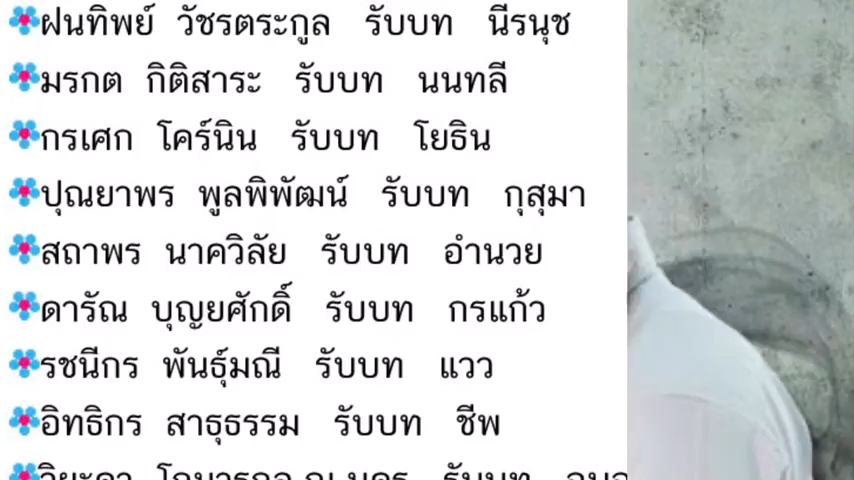 ฝนทิพย์ วัชรตระกูล รับบท นีรนุช
มรกต กิติสาระ รับบท นนทลี
กรเศก โคร์นิน รับบท โยธิน
ปุณยาพร พูลพิพัฒน์ รับบท กุสุมา
สถาพร นาควิลัย รับบท อำนวย
ดารัณ บุญยศักดิ์ รับบท กรแก้ว
รชนีกร พันธุ์มณี รับบท แวว
อิทธิกร สาธุธรรม รับบท ชีพ
รับบท